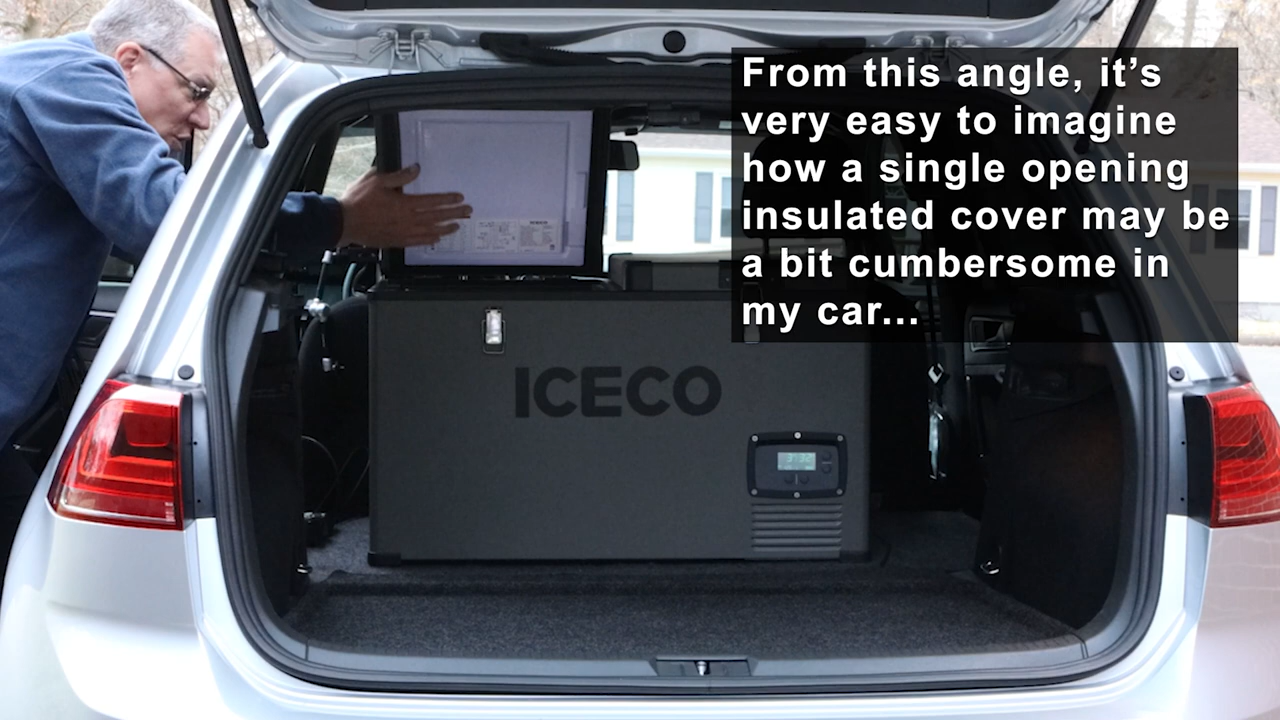 From this angle, it’s
very easy to imagine
how a single opening
insulated cover may be
a bit cumbersome in
my car...
ICECO